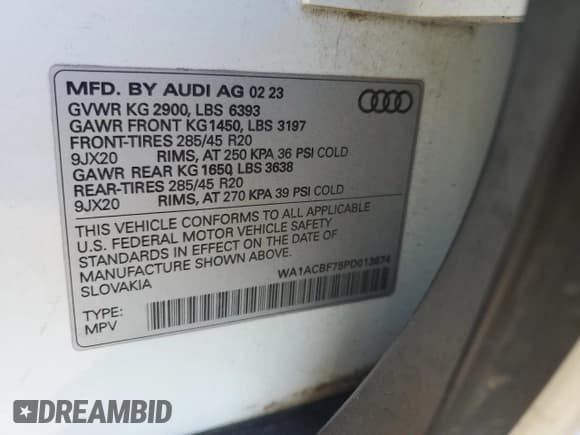 MFD. BY AUDI AG 02 23
GVWR KG 2900, LBS 6393
GAWR FRONT KG1450, LBS 3197
FRONT-TIRES 285/45 R20
9JX20 RIMS, AT 250 KPA 36 PSI COLD
GAWR REAR KG 1650, LBS 3638
REAR-TIRES 285/45 R20
9JX20 RIMS, AT 270 KPA 39 PSI COLD
THIS VEHICLE CONFORMS TO ALL APPLICABLE
U.S. FEDERAL MOTOR VEHICLE SAFETY
STANDARDS IN EFFECT ON THE DATE OF
MANUFACTURE SHOWN ABOVE.
SLOVAKIA
WA1ACBF75PD013674
TYPE:
MPV
DREAMBID